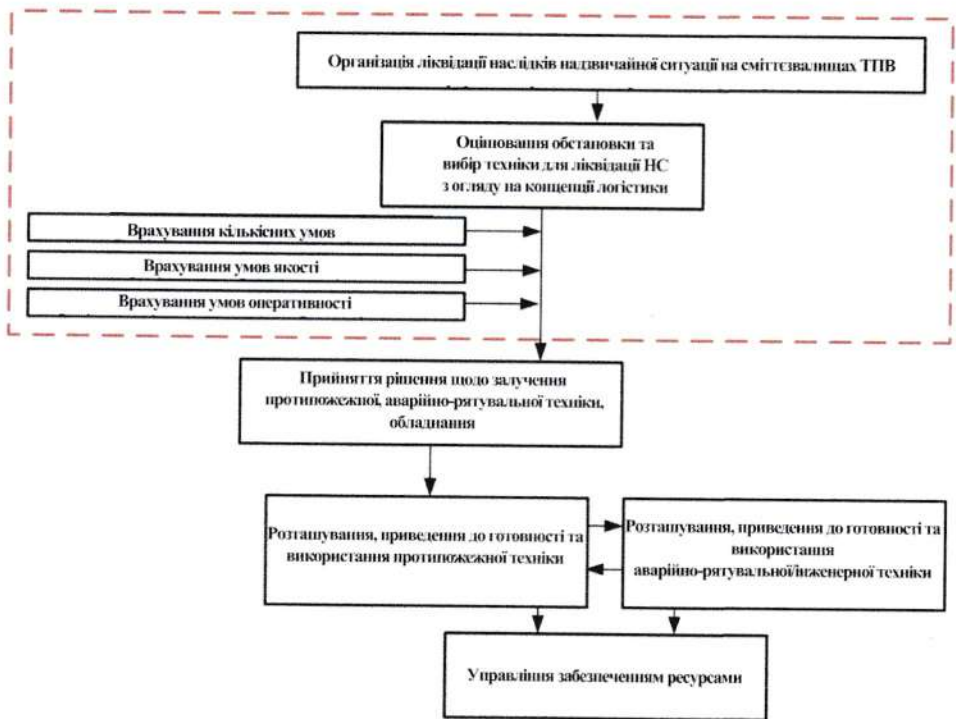 Організація ліквідації наслідків надзвичайної ситуації на сміттєзвалищах ТПВ
Оцінювання обстановки та
вибір техніки для ліквідації НС
з огляду на концепції логістики
Врахування кількісних умов
Врахування умов якості
Врахування умов оперативності
Прийняття рішення щодо залучення
протипожежної, аварійно-рятувальної техніки,
обладнання
Розташування, приведення до готовності та
використання протипожежної техніки
Розташування, приведення до готовності та
використання
аварійно-рятувальної/інженерної техніки
Управління забезпеченням ресурсами